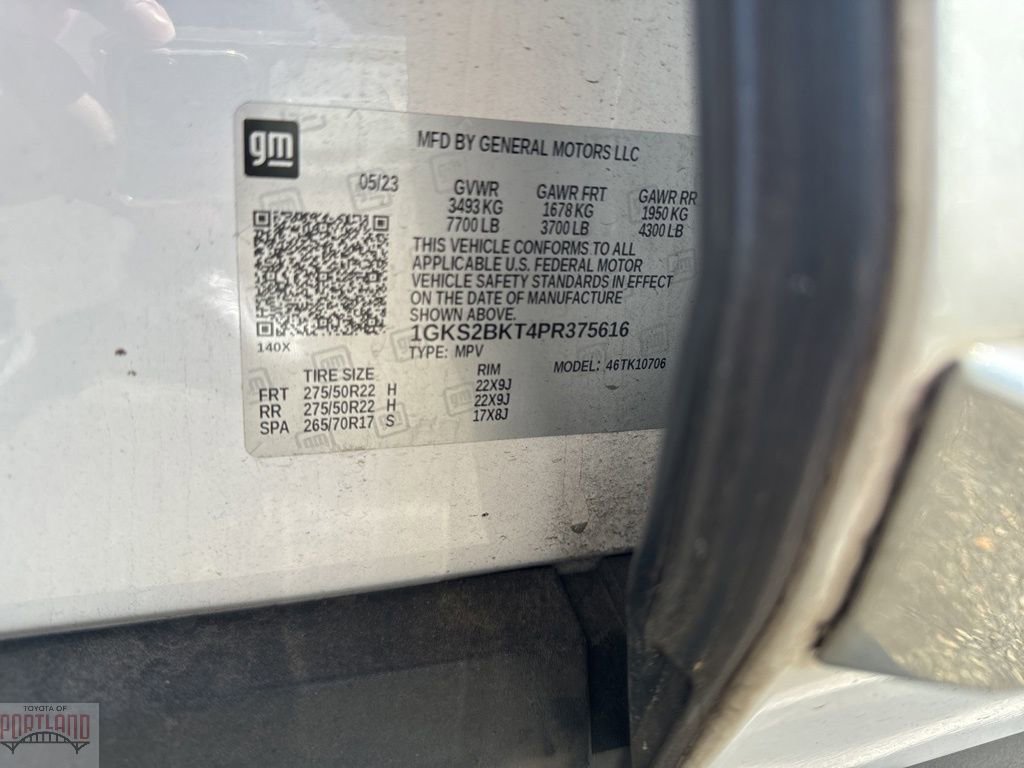 gm
MFD BY GENERAL MOTORS LLC
05/23
GVWR GAWR FRT GAWR RR
3493 KG 1678 KG 1950 KG
7700 LB 3700 LB 4300 LB
THIS VEHICLE CONFORMS TO ALL
APPLICABLE U.S. FEDERAL MOTOR
VEHICLE SAFETY STANDARDS IN EFFECT
ON THE DATE OF MANUFACTURE
SHOWN ABOVE.
1GKS2BKT4PR375616
140X
TYPE: MPV MODEL: 46TK10706
TIRE SIZE RIM
FRT 275/50R22 H 22X9J
RR 275/50R22 H 22X9J
SPA 265/70R17 S 17X8J
TOYOTA OF
PORTLAND